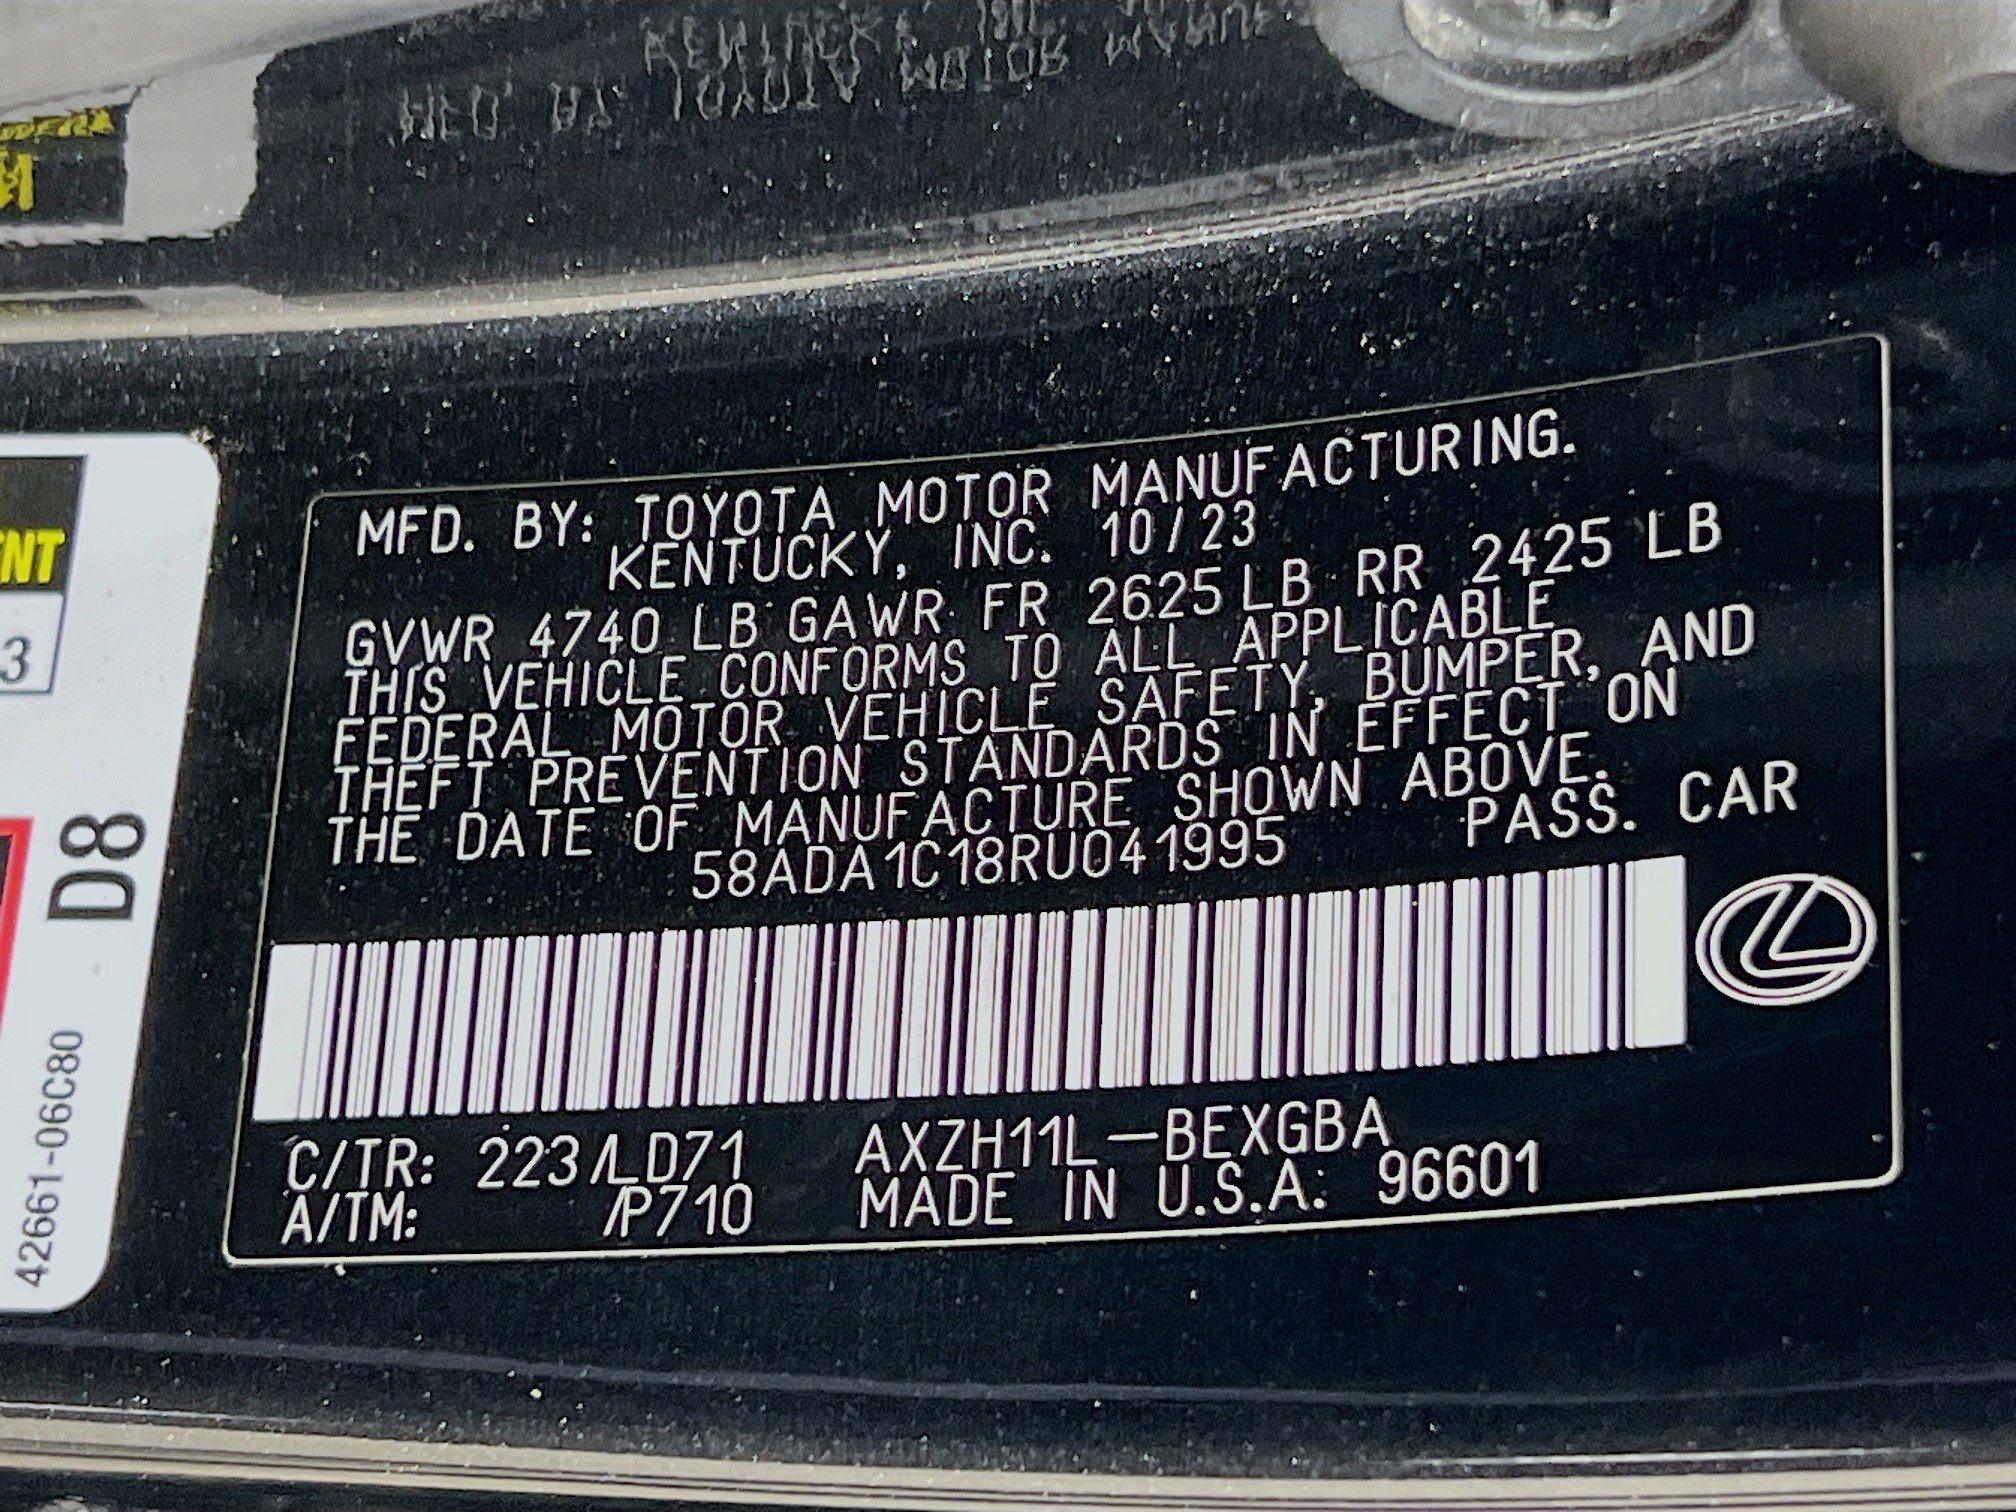 NT
3
D8
42661-06C80
MFD. BY: TOYOTA MOTOR MANUFACTURING.
KENTUCKY, INC. 10/23
GVWR 4740 LB GAWR FR 2625 LB RR 2425 LB
THIS VEHICLE CONFORMS TO ALL APPLICABLE
FEDERAL MOTOR VEHICLE SAFETY, BUMPER, AND
THEFT PREVENTION STANDARDS IN EFFECT ON
THE DATE OF MANUFACTURE SHOWN ABOVE.
58ADA1C18RU041995 PASS. CAR
C/TR: 223/LD71 AXZH11L-BEXGBA
A/TM: /P710 MADE IN U.S.A: 96601